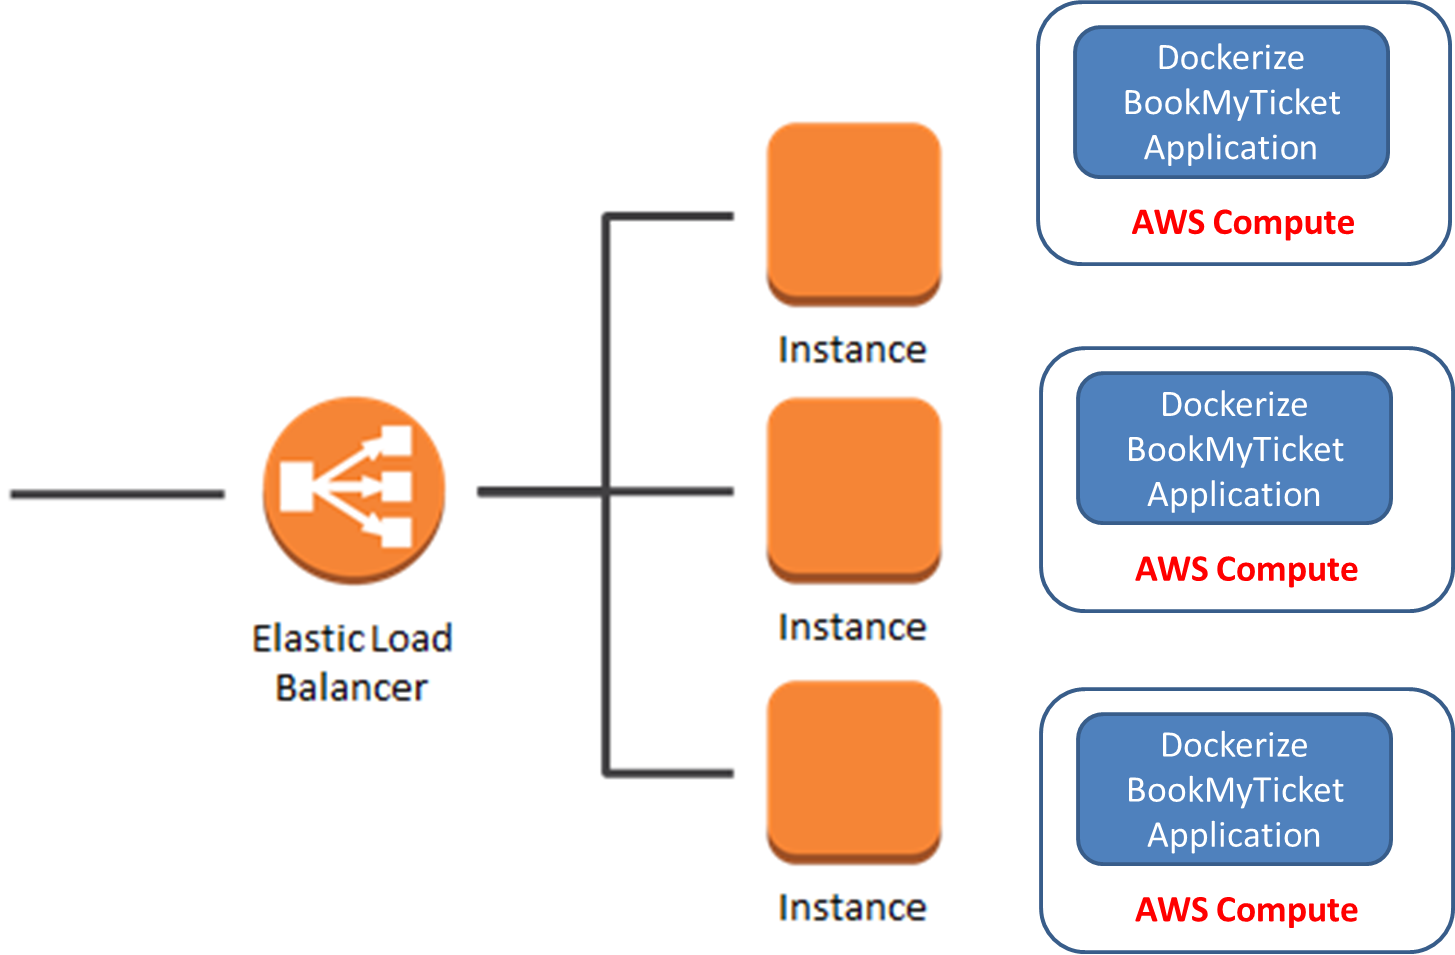 Dockerize
BookMyTicket
Application
AWS Compute
Instance
Dockerize
BookMyTicket
Application
AWS Compute
Elastic Load
Balancer
Instance
Dockerize
BookMyTicket
Application
AWS Compute
Instance